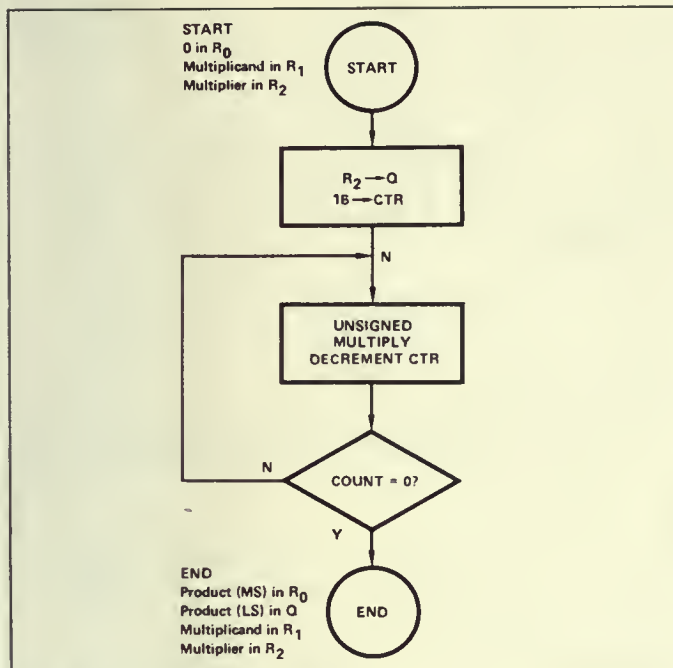 START
0 in R0
Multiplicand in R1
Multiplier in R2
START
R2 → Q
16 → CTR
N
UNSIGNED
MULTIPLY
DECREMENT CTR
N
COUNT = 0?
Y
END
Product (MS) in R0
Product (LS) in Q
Multiplicand in R1
Multiplier in R2
END